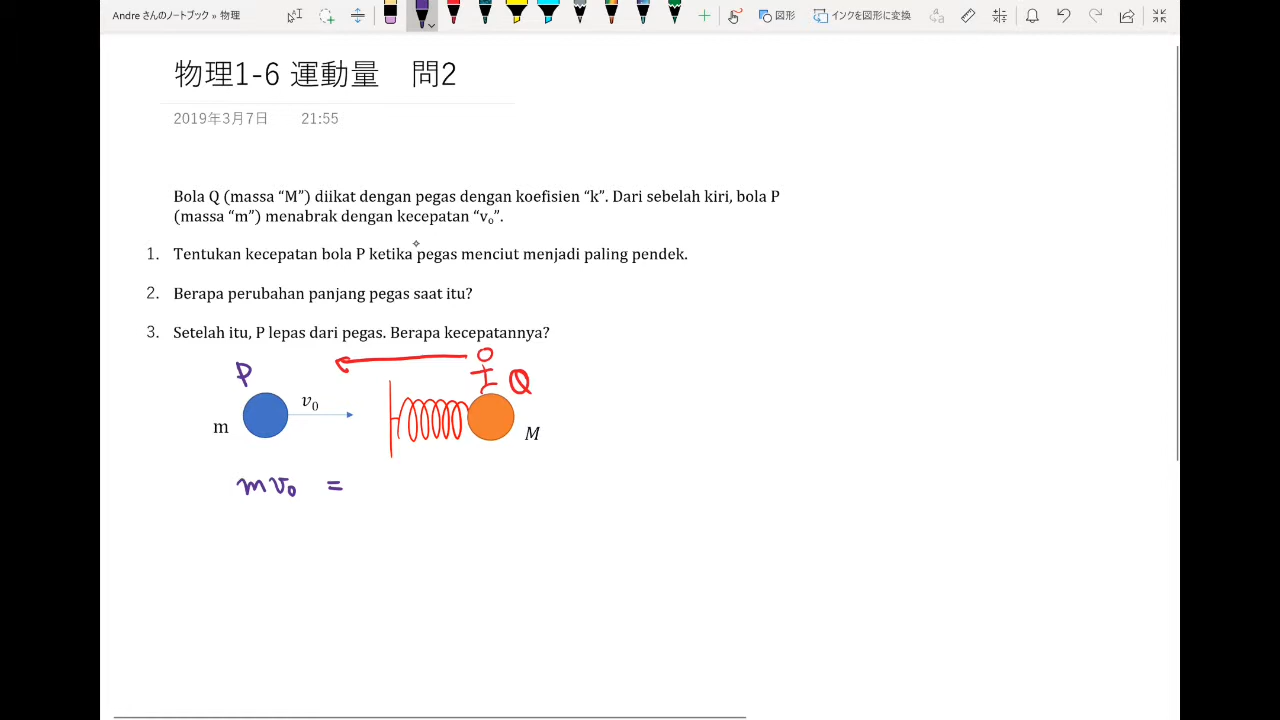 Andre さんのノートブック » 物理
図形
インクを図形に変換
物理1-6 運動量　問2
2019年3月7日　21:55
Bola Q (massa “M”) diikat dengan pegas dengan koefisien “k”. Dari sebelah kiri, bola P
(massa “m”) menabrak dengan kecepatan “v₀”.
1. Tentukan kecepatan bola P ketika pegas menciut menjadi paling pendek.
2. Berapa perubahan panjang pegas saat itu?
3. Setelah itu, P lepas dari pegas. Berapa kecepatannya?
P
Q
v₀
m
M
mv₀ =